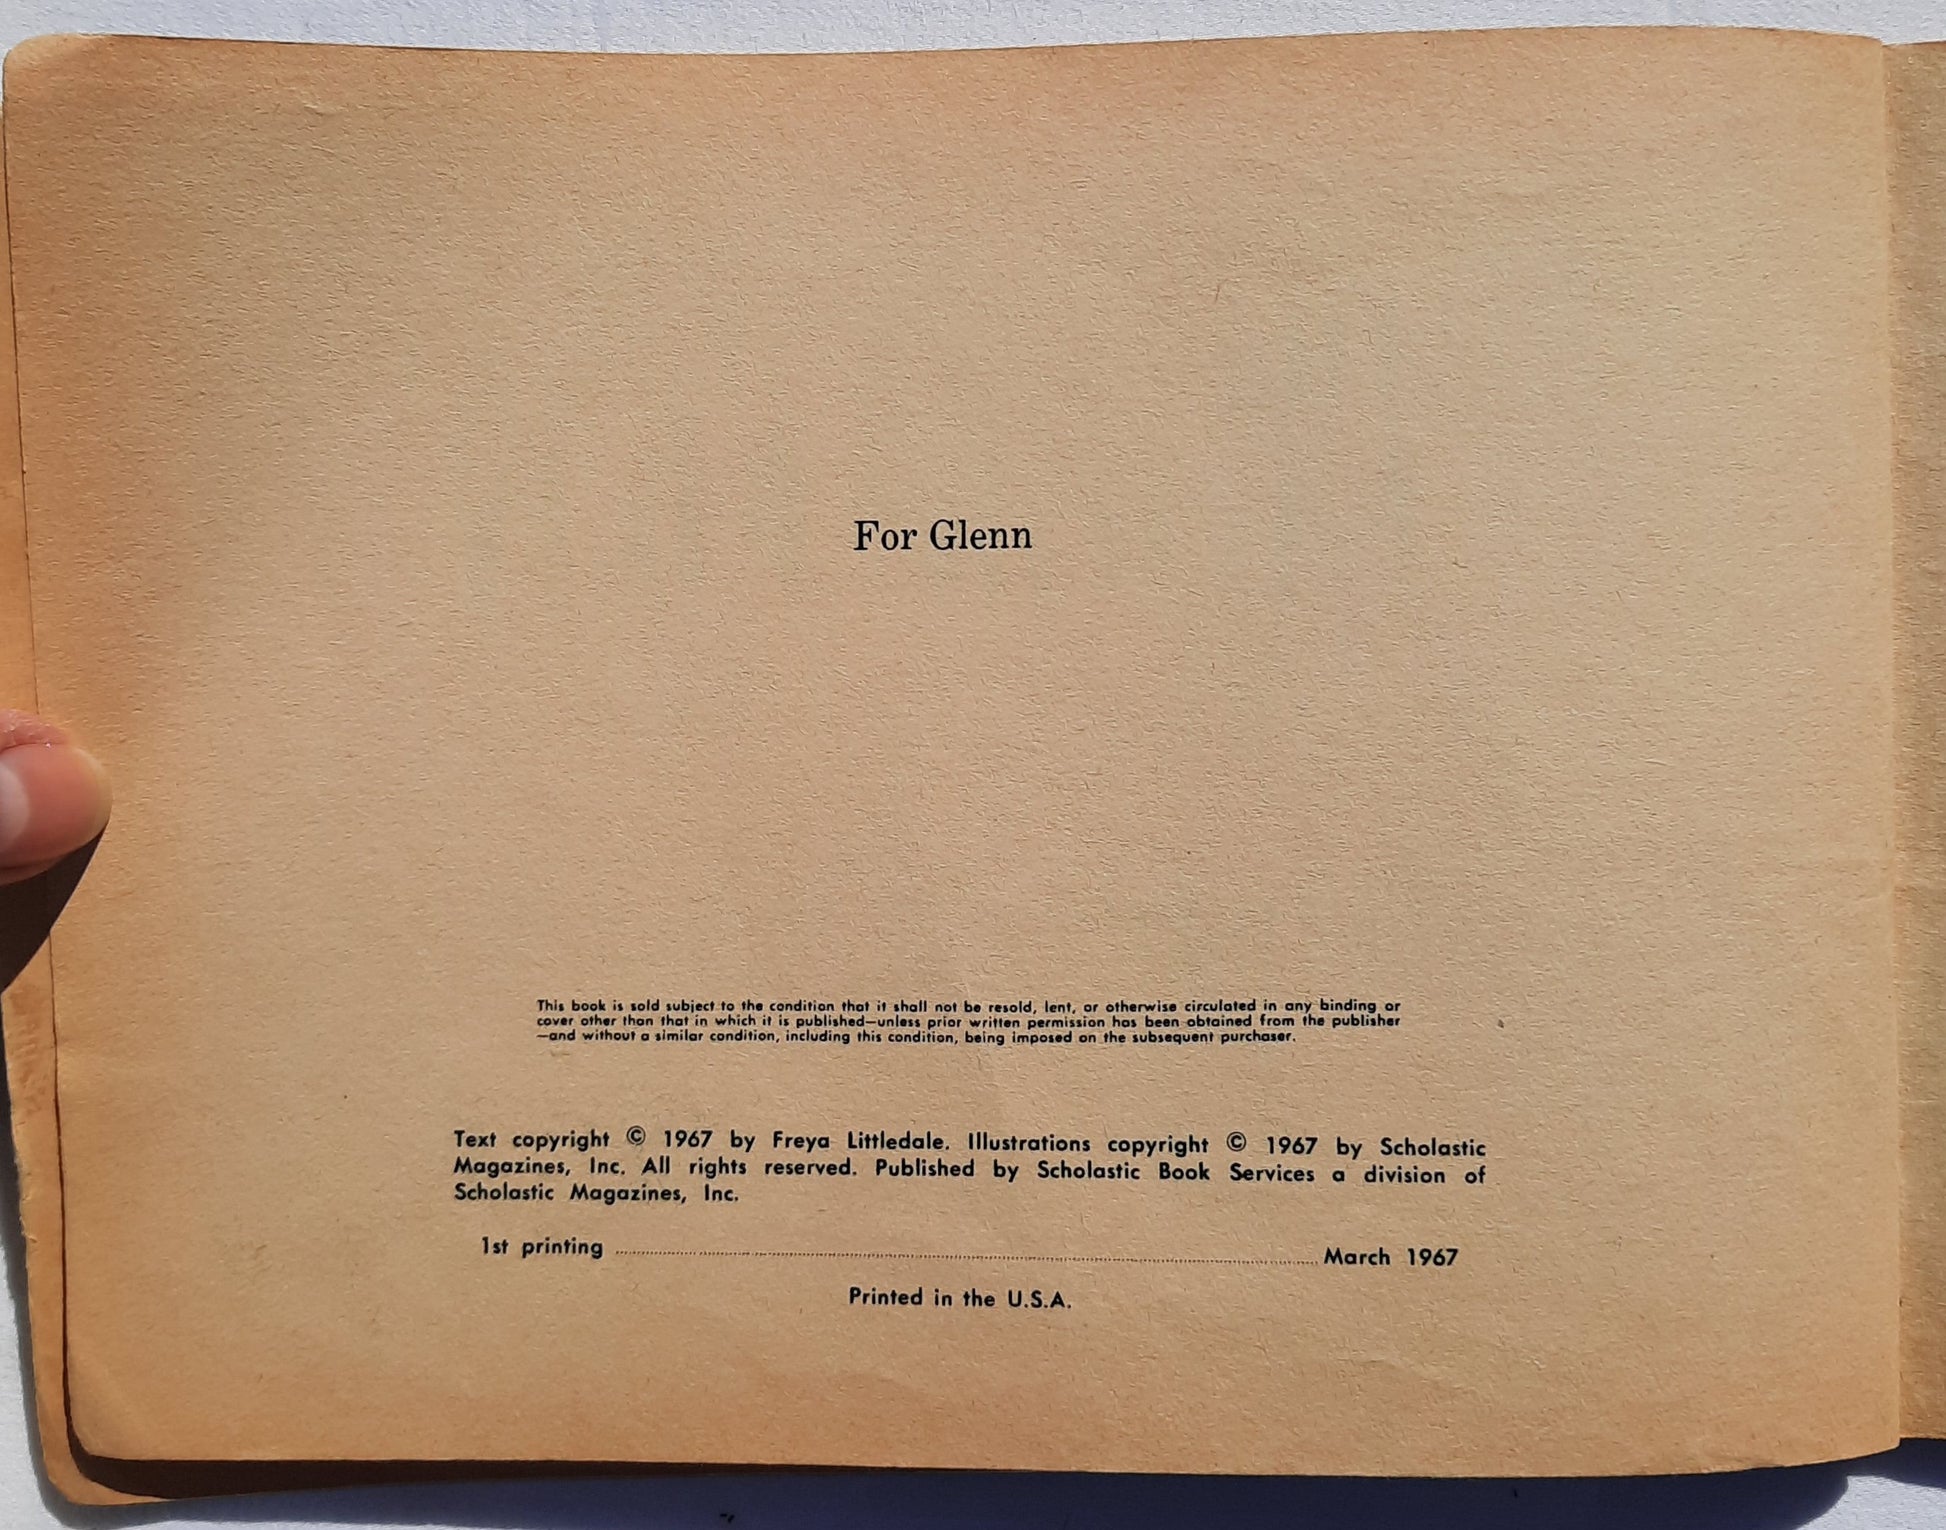 For Glenn
This book is sold subject to the condition that it shall not be resold, lent, or otherwise circulated in any binding or
cover other than that in which it is published—unless prior written permission has been obtained from the publisher
—and without a similar condition, including this condition, being imposed on the subsequent purchaser.
Text copyright © 1967 by Freya Littledale. Illustrations copyright © 1967 by Scholastic
Magazines, Inc. All rights reserved. Published by Scholastic Book Services a division of
Scholastic Magazines, Inc.
1st printing ........................................ March 1967
Printed in the U.S.A.